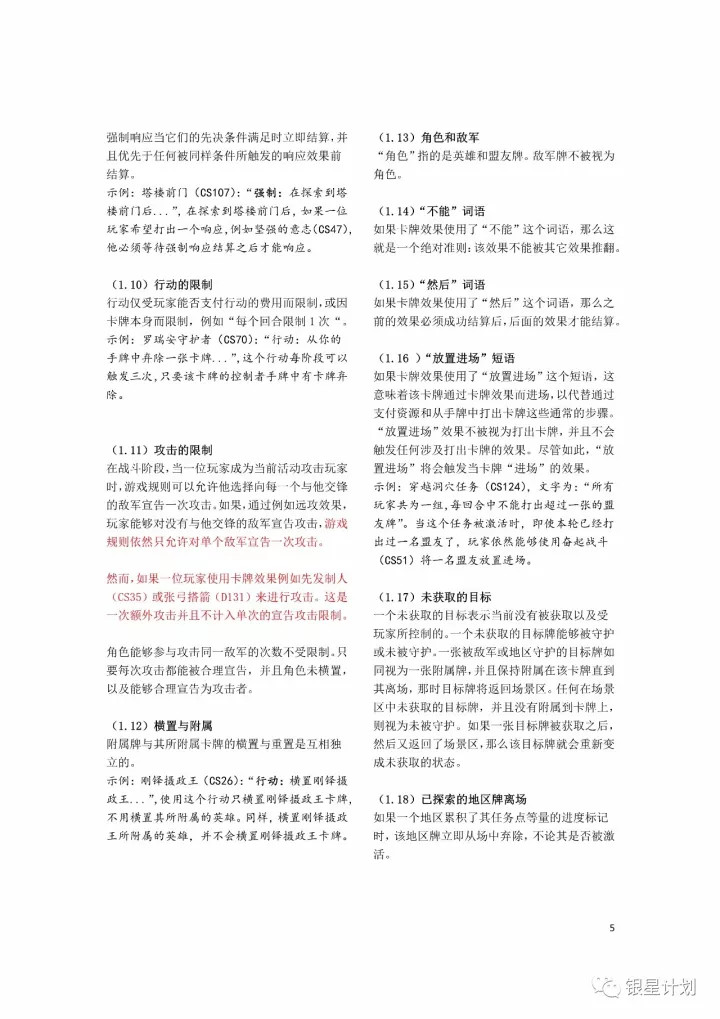 强制响应当它们的先决条件满足时立即结算，并
且优先于任何被同样条件所触发的响应效果前
结算。
示例：塔楼前门（CS107）：“强制：在探索到塔
楼前门后...”，在探索到塔楼前门后，如果一位
玩家希望打出一个响应，例如坚强的意志(CS47)，
他必须等待强制响应结算之后才能响应。
（1.10）行动的限制
行动仅受玩家能否支付行动的费用而限制，或因
卡牌本身而限制，例如“每个回合限制 1 次“。
示例：罗瑞安守护者（CS70）：“行动：从你的
手牌中弃除一张卡牌...”，这个行动每阶段可以
触发三次，只要该卡牌的控制者手牌中有卡牌弃
除。
（1.11）攻击的限制
在战斗阶段，当一位玩家成为当前活动攻击玩家
时，游戏规则可以允许他选择向每一个与他交锋
的敌军宣告一次攻击。如果，通过例如远攻效果，
玩家能够对没有与他交锋的敌军宣告攻击，游戏
规则依然只允许对单个敌军宣告一次攻击。
然而，如果一位玩家使用卡牌效果例如先发制人
（CS35）或张弓搭箭（D131）来进行攻击。这是
一次额外攻击并且不计入单次的宣告攻击限制。
角色能够参与攻击同一敌军的次数不受限制。只
要每次攻击都能被合理宣告，并且角色未横置，
以及能够合理宣告为攻击者。
（1.12）横置与附属
附属牌与其所附属卡牌的横置与重置是互相独
立的。
示例：刚铎摄政王（CS26）：“行动：横置刚铎摄
政王...”，使用这个行动只横置刚铎摄政王卡牌，
不用横置其所附属的英雄。同样，横置刚铎摄政
王所附属的英雄，并不会横置刚铎摄政王卡牌。
（1.13）角色和敌军
“角色”指的是英雄和盟友牌。敌军牌不被视为
角色。
（1.14）“不能”词语
如果卡牌效果使用了“不能”这个词语，那么这
就是一个绝对准则：该效果不能被其它效果推翻。
（1.15）“然后”词语
如果卡牌效果使用了“然后”这个词语，那么之
前的效果必须成功结算后，后面的效果才能结算。
（1.16 ）“放置进场”短语
如果卡牌效果使用了“放置进场”这个短语，这
意味着该卡牌通过卡牌效果而进场，以代替通过
支付资源和从手牌中打出卡牌这些通常的步骤。
“放置进场”效果不被视为打出卡牌，并且不会
触发任何涉及打出卡牌的效果。尽管如此，“放
置进场”将会触发当卡牌“进场”的效果。
示例：穿越洞穴任务（CS124），文字为：“所有
玩家共为一组，每回合中不能打出超过一张的盟
友牌”。当这个任务被激活时，即使本轮已经打
出过一名盟友了，玩家依然能够使用奋起战斗
（CS51）将一名盟友放置进场。
（1.17）未获取的目标
一个未获取的目标表示当前没有被获取以及受
玩家所控制的。一个未获取的目标牌能够被守护
或未被守护。一张被敌军或地区守护的目标牌如
同视为一张附属牌，并且保持附属在该卡牌直到
其离场，那时目标牌将返回场景区。任何在场景
区中未获取的目标牌，并且没有附属到卡牌上，
则视为未被守护。如果一张目标牌被获取之后，
然后又返回了场景区，那么该目标牌就会重新变
成未获取的状态。
（1.18）已探索的地区牌离场
如果一个地区累积了其任务点等量的进度标记
时，该地区牌立即从场中弃除，不论其是否被激
活。
5
银星计划